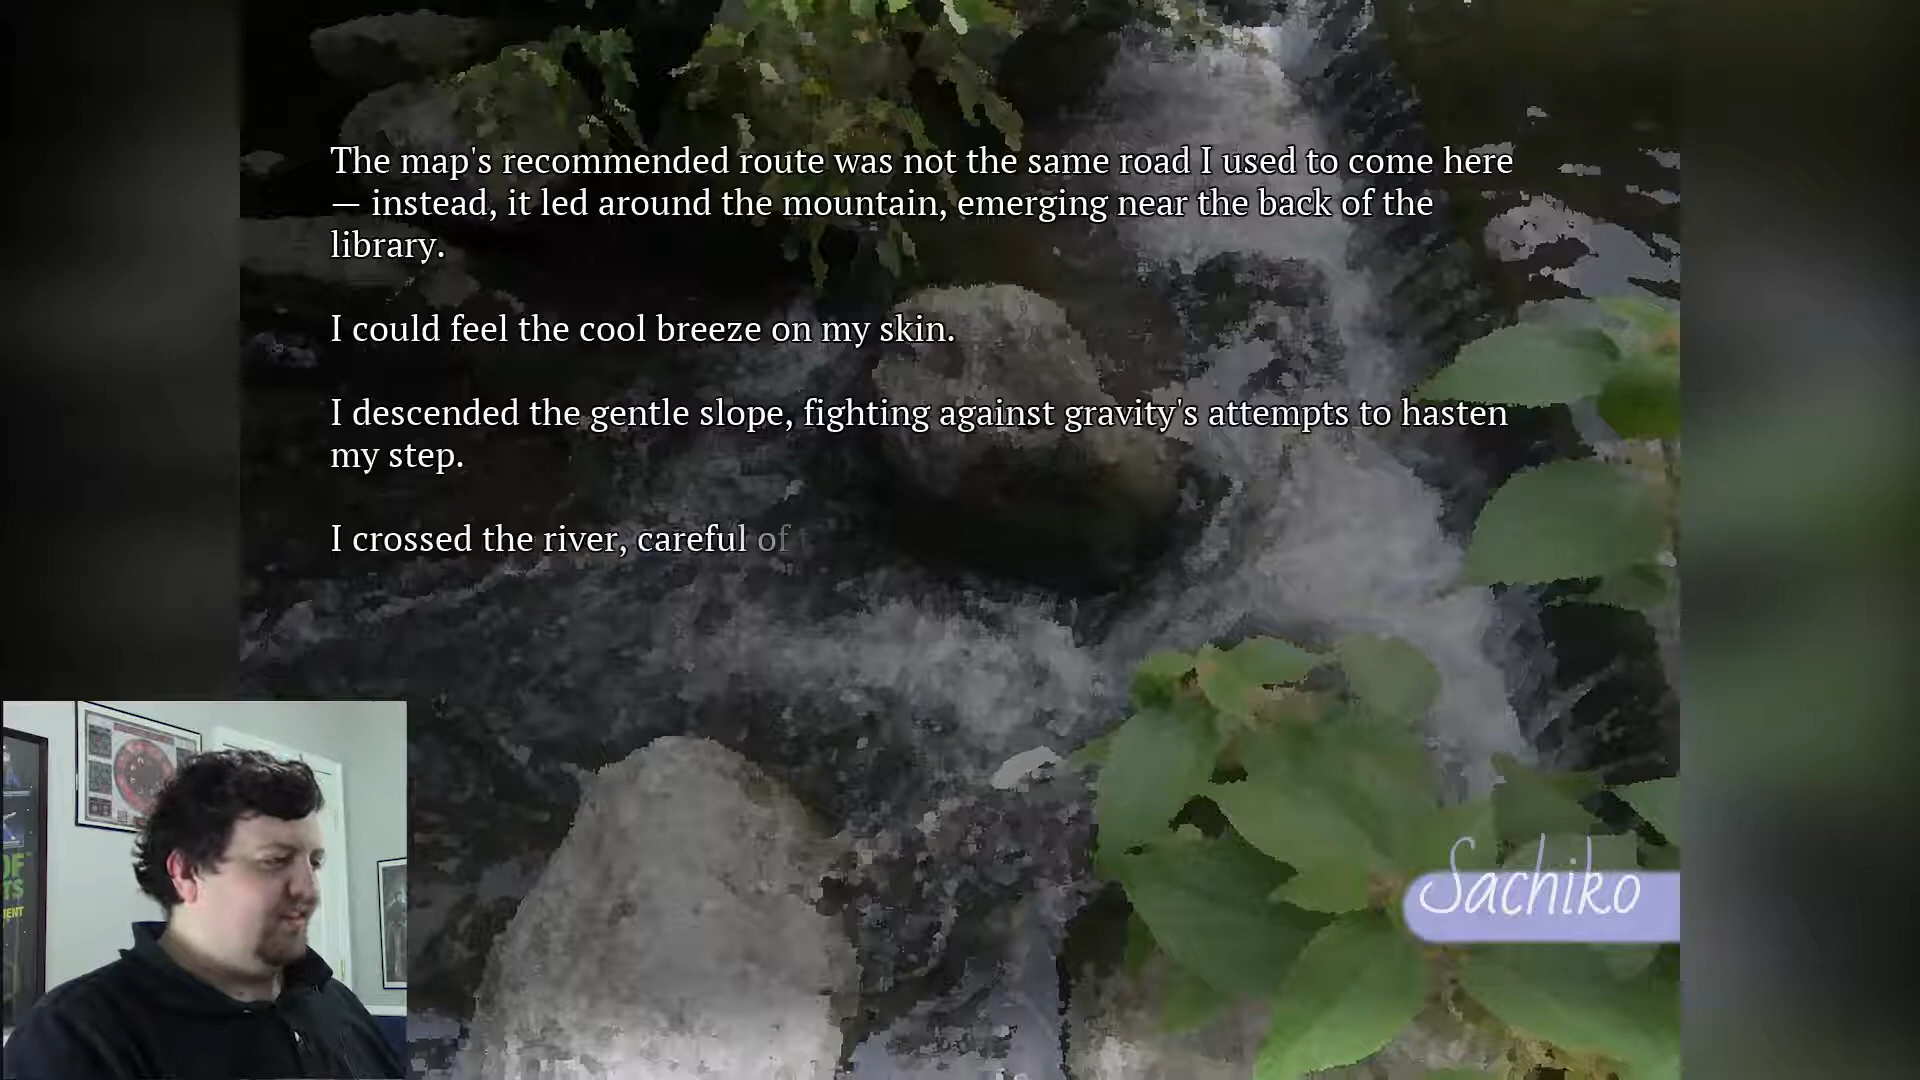 The map's recommended route was not the same road I used to come here
— instead, it led around the mountain, emerging near the back of the
library.
I could feel the cool breeze on my skin.
I descended the gentle slope, fighting against gravity's attempts to hasten
my step.
I crossed the river, careful of t
Sachiko